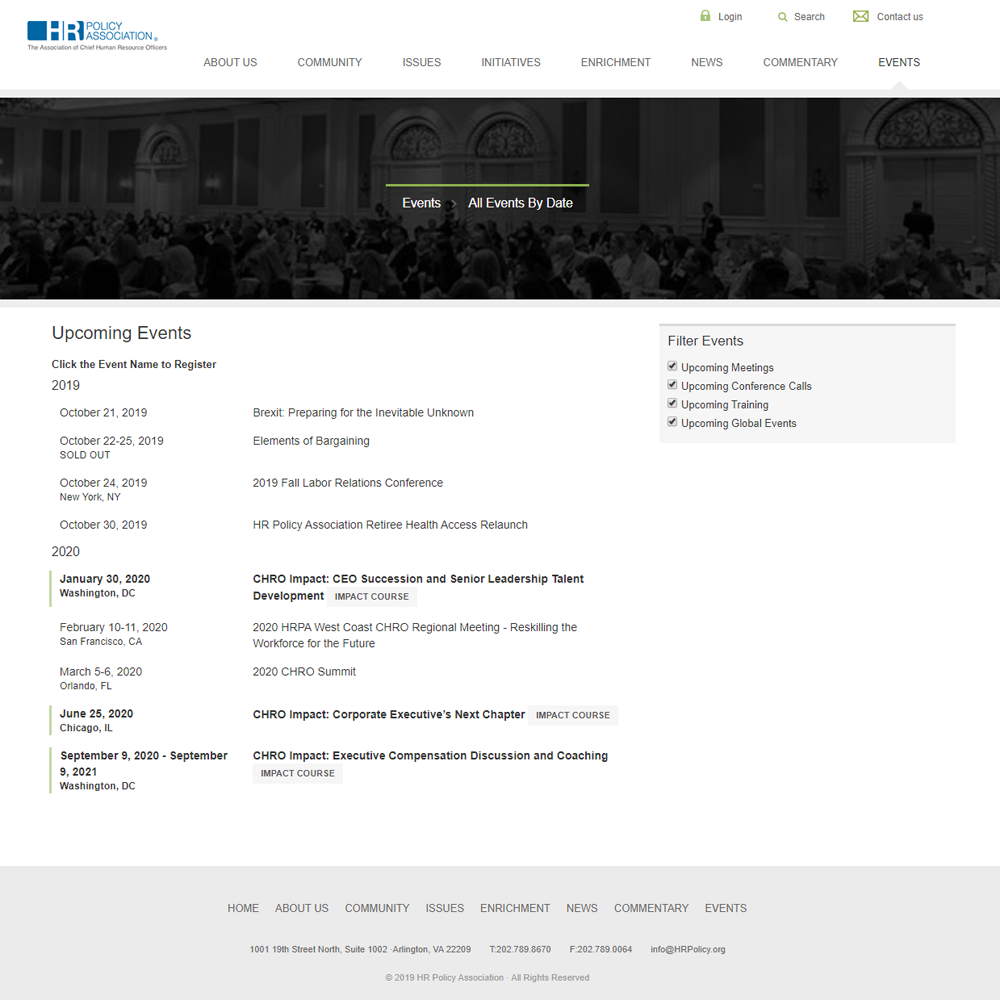 Login
Search
Contact us
HR POLICY
ASSOCIATION®
The Association of Chief Human Resource Officers
ABOUT US COMMUNITY ISSUES INITIATIVES ENRICHMENT NEWS COMMENTARY EVENTS
Events > All Events By Date
Upcoming Events
Click the Event Name to Register
2019
October 21, 2019 Brexit: Preparing for the Inevitable Unknown
October 22-25, 2019 Elements of Bargaining
SOLD OUT
October 24, 2019 2019 Fall Labor Relations Conference
New York, NY
October 30, 2019 HR Policy Association Retiree Health Access Relaunch
2020
January 30, 2020 CHRO Impact: CEO Succession and Senior Leadership Talent
Washington, DC Development IMPACT COURSE
February 10-11, 2020 2020 HRPA West Coast CHRO Regional Meeting - Reskilling the
San Francisco, CA Workforce for the Future
March 5-6, 2020 2020 CHRO Summit
Orlando, FL
June 25, 2020 CHRO Impact: Corporate Executive’s Next Chapter IMPACT COURSE
Chicago, IL
September 9, 2020 - September CHRO Impact: Executive Compensation Discussion and Coaching
9, 2021 IMPACT COURSE
Washington, DC
Filter Events
Upcoming Meetings
Upcoming Conference Calls
Upcoming Training
Upcoming Global Events
HOME ABOUT US COMMUNITY ISSUES ENRICHMENT NEWS COMMENTARY EVENTS
1001 19th Street North, Suite 1002 ·Arlington, VA 22209 T:202.789.8670 F:202.789.0064 info@HRPolicy.org
© 2019 HR Policy Association · All Rights Reserved